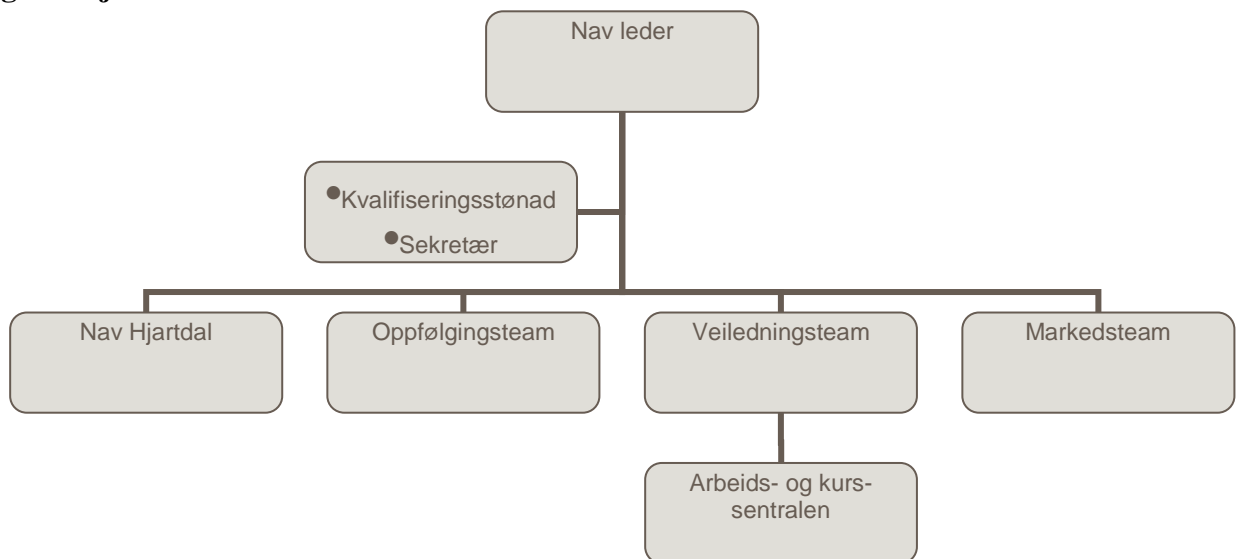 Nav leder
●Kvalifiseringsstønad
●Sekretær
Nav Hjartdal
Oppfølgingsteam
Veiledningsteam
Markedsteam
Arbeids- og kurs-
sentralen